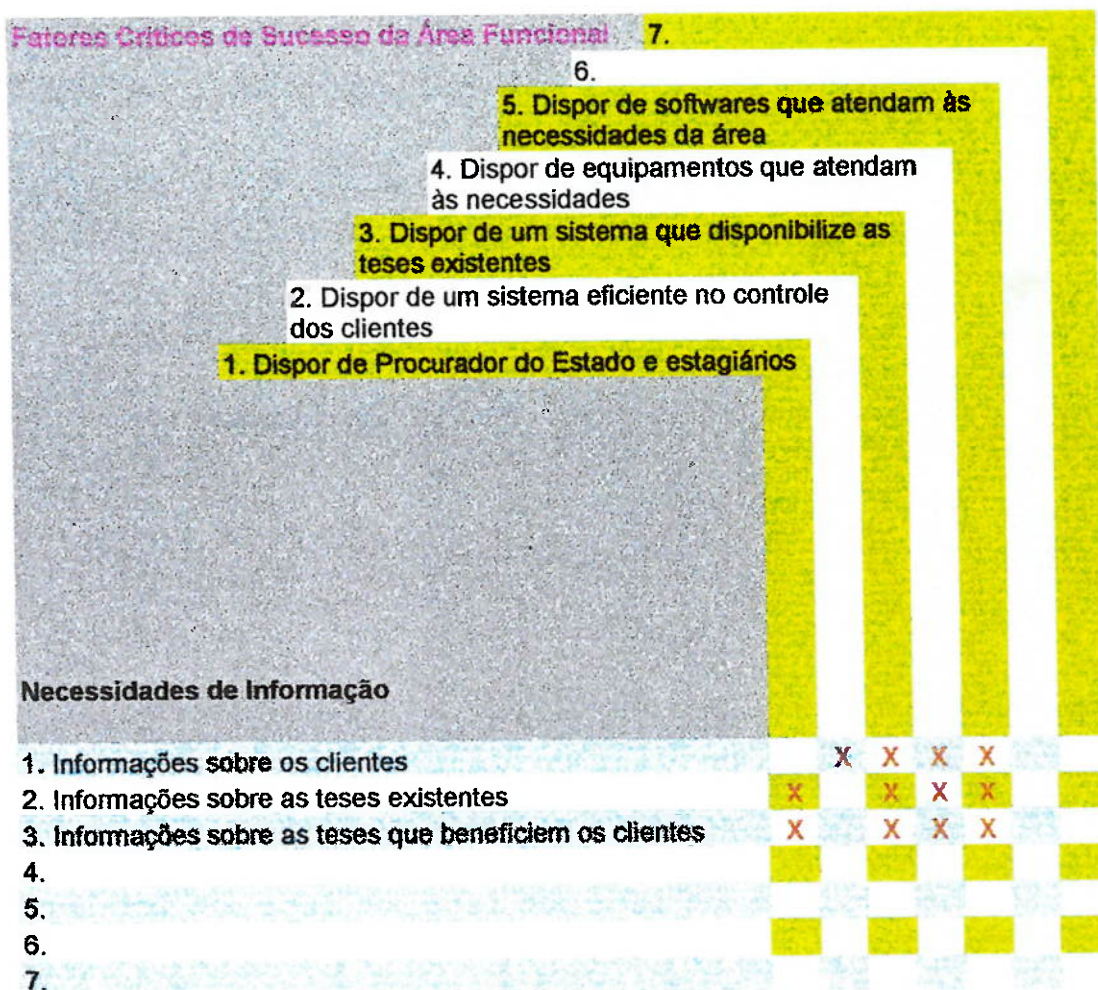 Fatores Críticos de Sucesso da Área Funcional 7.
6.
5. Dispor de softwares que atendam às
necessidades da área
4. Dispor de equipamentos que atendam
às necessidades
3. Dispor de um sistema que disponibilize as
teses existentes
2. Dispor de um sistema eficiente no controle
dos clientes
1. Dispor de Procurador do Estado e estagiários
Necessidades de Informação
1. Informações sobre os clientes X X X X
2. Informações sobre as teses existentes X X X X
3. Informações sobre as teses que beneficiem os clientes X X X X
4.
5.
6.
7.